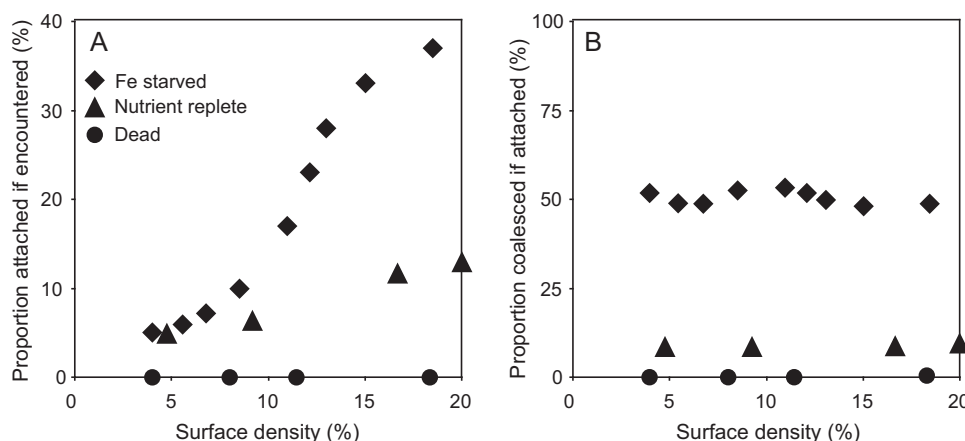 A
Proportion attached if encountered (%)
40
30
20
10
0
Fe starved
Nutrient replete
Dead
0 5 10 15 20
Surface density (%)
B
Proportion coalesced if attached (%)
100
75
50
25
0
0 5 10 15 20
Surface density (%)